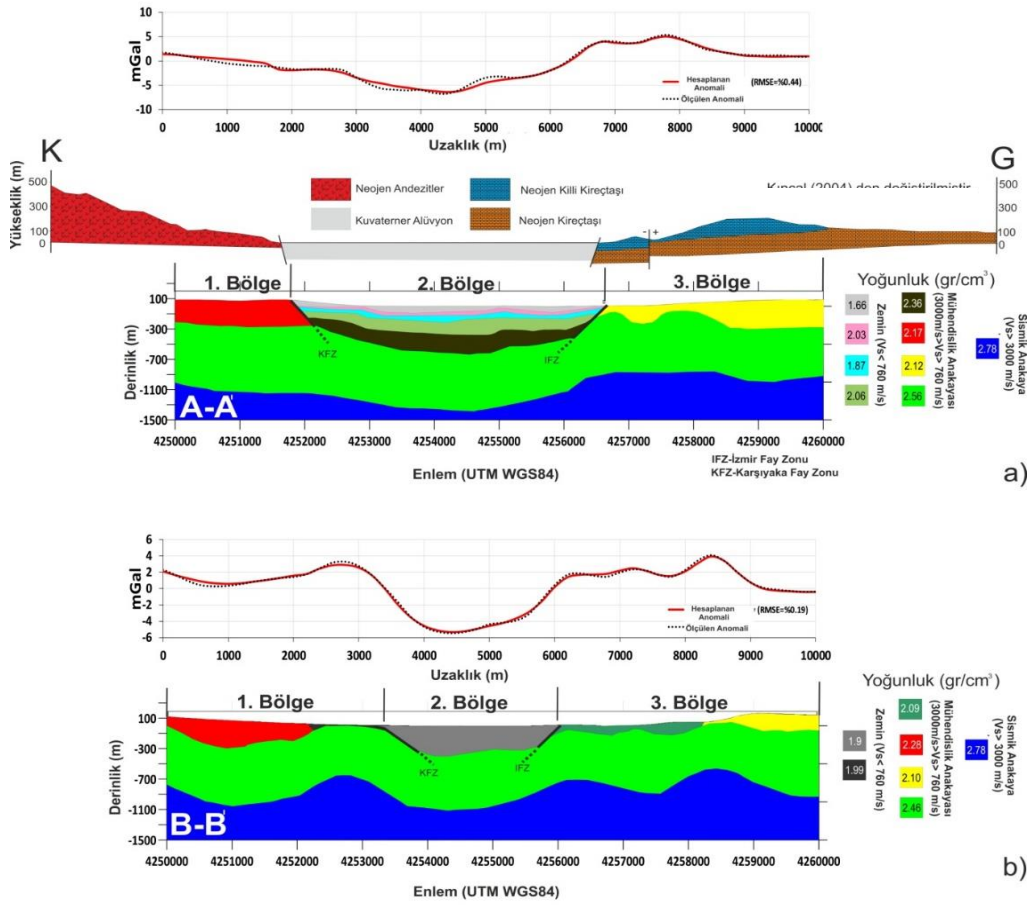 mGal
10
5
0
-5
-10
Hesaplanan Anomali
(RMSE=%0.44)
Ölçülen Anomali
0 1000 2000 3000 4000 5000 6000 7000 8000 9000 10000
Uzaklık (m)
K
G
Yükseklik (m)
500
300
100
0
Neojen Andezitler
Neojen Killi Kireçtaşı
Kuvaterner Alüvyon
Neojen Kireçtaşı
Kıncal (2004) den değiştirilmiştir
500
300
100
0
- +
1. Bölge
2. Bölge
3. Bölge
Derinlik (m)
100
-300
-700
-1100
-1500
KFZ
IFZ
A-A'
4250000 4251000 4252000 4253000 4254000 4255000 4256000 4257000 4258000 4259000 4260000
Enlem (UTM WGS84)
IFZ-İzmir Fay Zonu
KFZ-Karşıyaka Fay Zonu
Yoğunluk (gr/cm³)
1.66
2.03
1.87
2.06
Zemin (Vs< 760 m/s)
2.36
2.17
2.12
2.56
Mühendislik Anakayası
(3000m/s>Vs> 760 m/s)
2.78
Sismik Anakaya
(Vs> 3000 m/s)
a)
mGal
6
4
2
0
-2
-4
-6
Hesaplanan Anomali
(RMSE=%0.19)
Ölçülen Anomali
0 1000 2000 3000 4000 5000 6000 7000 8000 9000 10000
Uzaklık (m)
1. Bölge
2. Bölge
3. Bölge
Derinlik (m)
100
-300
-700
-1100
-1500
KFZ
IFZ
B-B'
4250000 4251000 4252000 4253000 4254000 4255000 4256000 4257000 4258000 4259000 4260000
Enlem (UTM WGS84)
Yoğunluk (gr/cm³)
1.9
1.99
Zemin (Vs< 760 m/s)
2.09
2.28
2.10
2.46
Mühendislik Anakayası
(3000m/s>Vs> 760 m/s)
2.78
Sismik Anakaya
(Vs> 3000 m/s)
b)